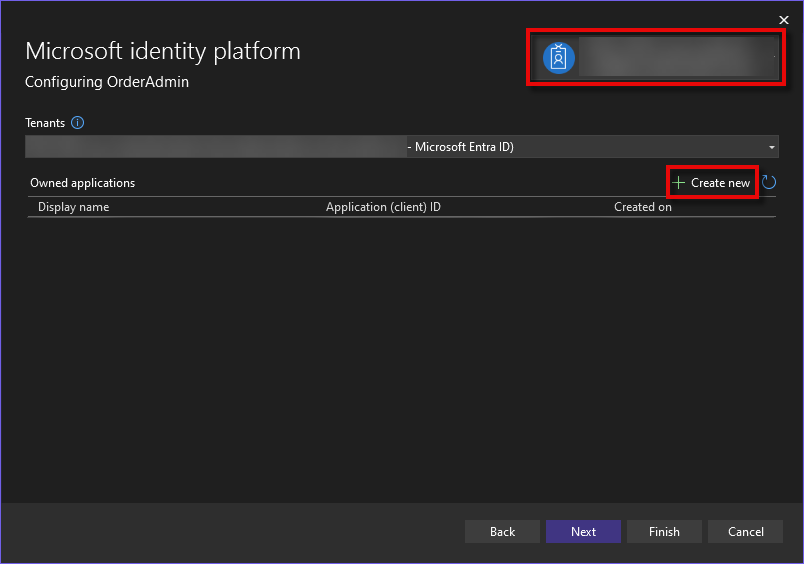 Microsoft identity platform
Configuring OrderAdmin
Tenants
- Microsoft Entra ID)
Owned applications
Create new
Display name Application (client) ID Created on
Back Next Finish Cancel